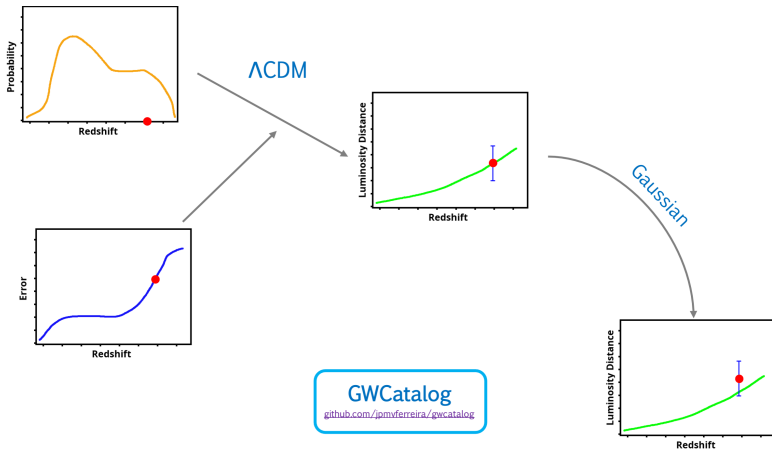 Probability
Redshift
ΛCDM
Luminosity Distance
Redshift
Gaussian
Error
Redshift
GWCatalog
github.com/jpmvferreira/gwcatalog
Luminosity Distance
Redshift